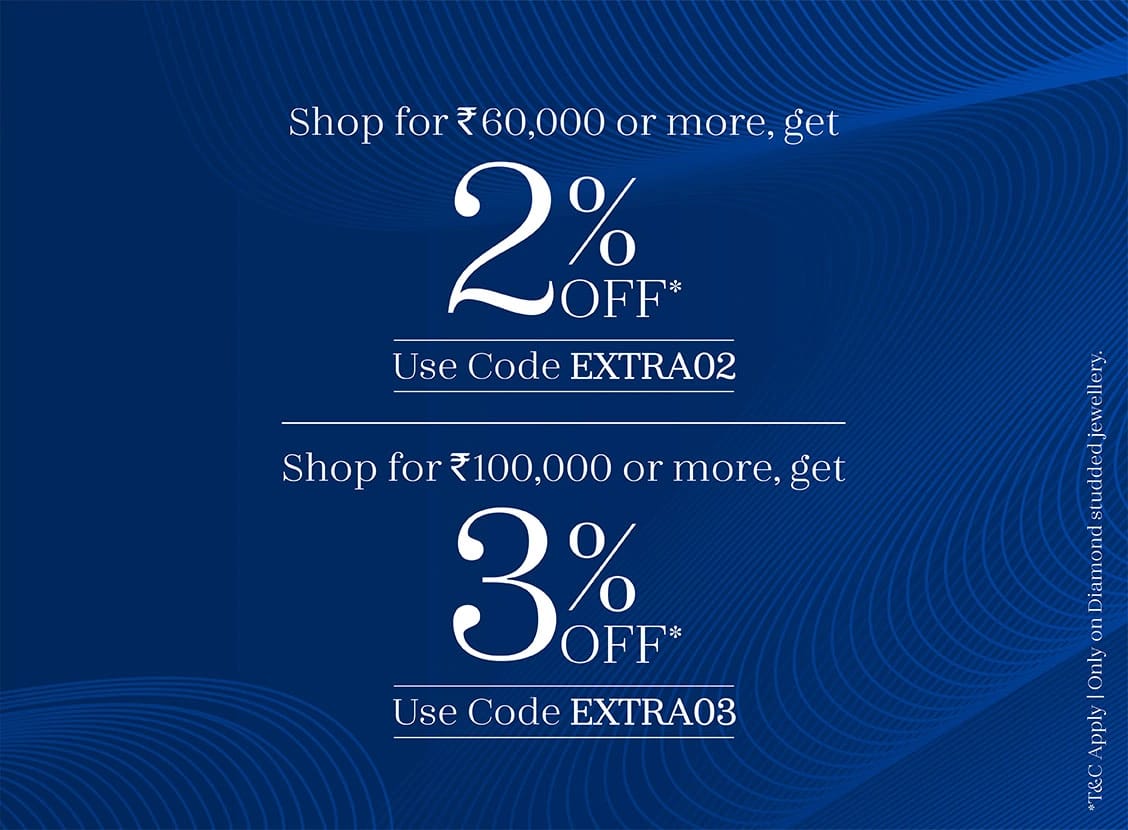 Shop for ₹60,000 or more, get
2%
OFF*
Use Code EXTRA02
Shop for ₹100,000 or more, get
3%
OFF*
Use Code EXTRA03
*T&C Apply | Only on Diamond studded jewellery.